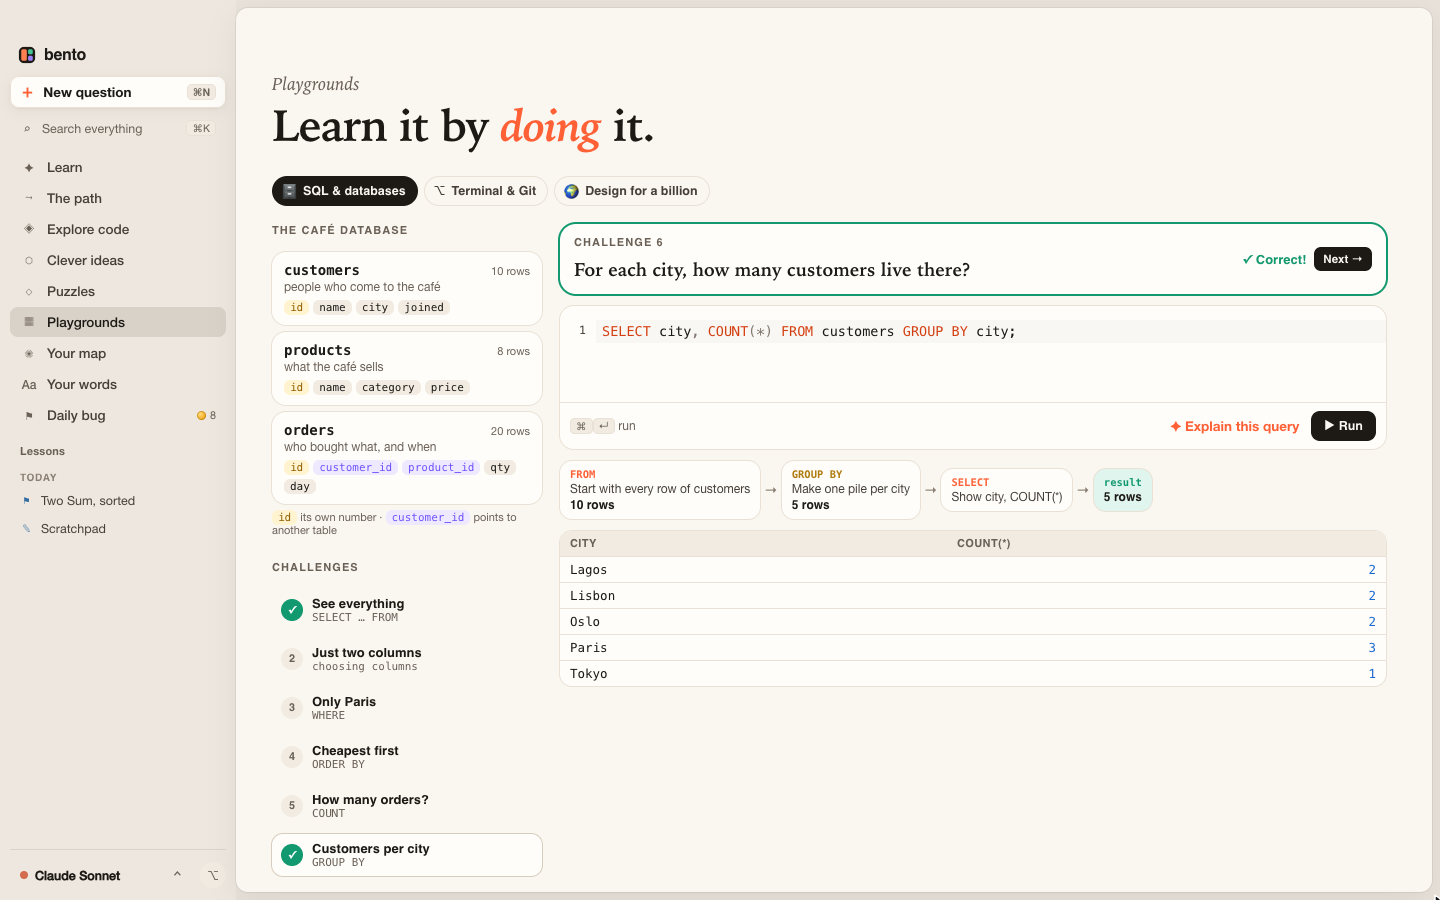 bento
+ New question ⌘N
Search everything ⌘K
Learn
The path
Explore code
Clever ideas
Puzzles
Playgrounds
Your map
Aa Your words
Daily bug 8
Lessons
TODAY
Two Sum, sorted
Scratchpad
Claude Sonnet ^ ⌥
Playgrounds
Learn it by doing it.
SQL & databases
⌥ Terminal & Git
Design for a billion
THE CAFÉ DATABASE
customers 10 rows
people who come to the café
id name city joined
products 8 rows
what the café sells
id name category price
orders 20 rows
who bought what, and when
id customer_id product_id qty
day
id its own number · customer_id points to
another table
CHALLENGES
✓ See everything
SELECT … FROM
2 Just two columns
choosing columns
3 Only Paris
WHERE
4 Cheapest first
ORDER BY
5 How many orders?
COUNT
✓ Customers per city
GROUP BY
CHALLENGE 6
For each city, how many customers live there?
✓ Correct! Next →
1 SELECT city, COUNT(*) FROM customers GROUP BY city;
⌘ ↵ run
✦ Explain this query
▶ Run
FROM
Start with every row of customers
10 rows
→
GROUP BY
Make one pile per city
5 rows
→
SELECT
Show city, COUNT(*)
→
result
5 rows
CITY COUNT(*)
Lagos 2
Lisbon 2
Oslo 2
Paris 3
Tokyo 1